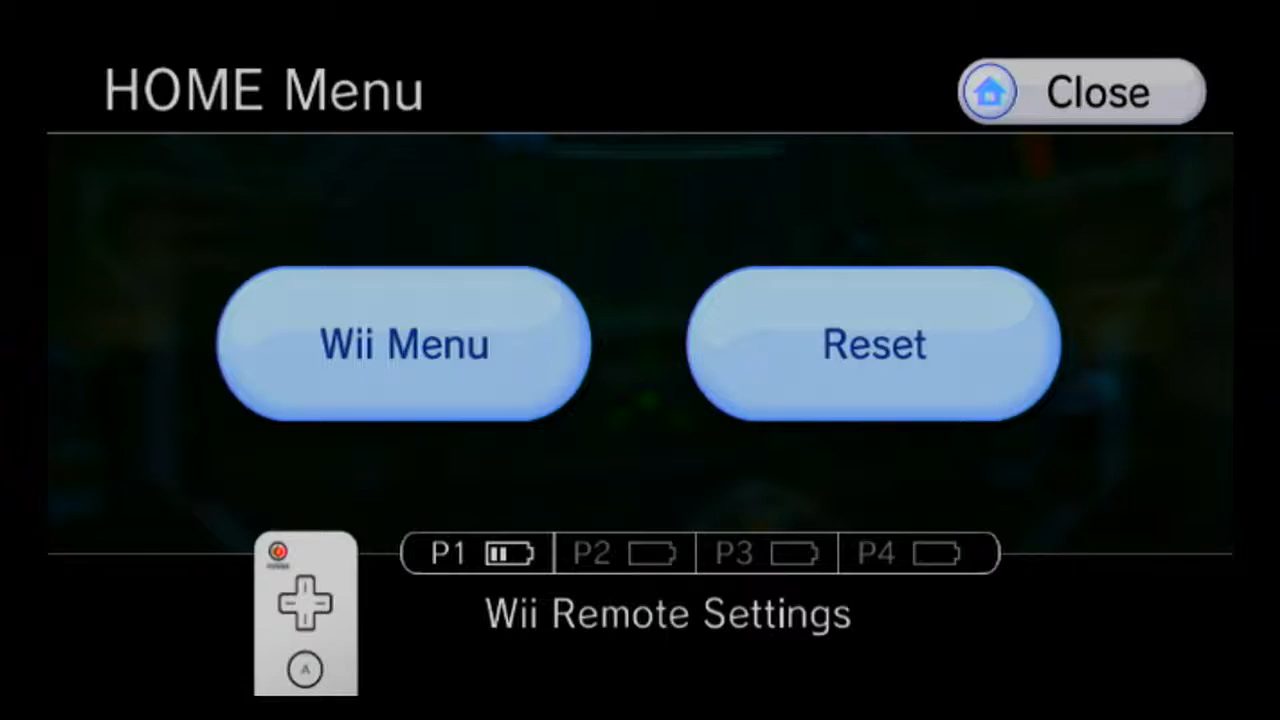 HOME Menu
Close
Wii Menu
Reset
P1 P2 P3 P4
Wii Remote Settings
A